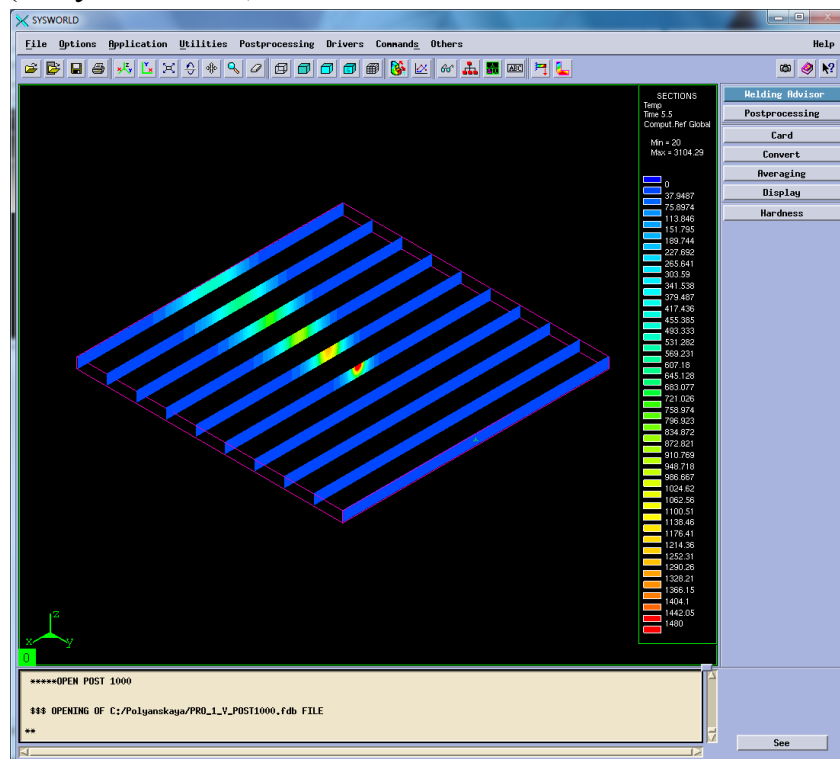 SYSWORLD
File Options Application Utilities Postprocessing Drivers Commands Others Help
ABC
Welding Advisor
Postprocessing
Card
Convert
Averaging
Display
Hardness
SECTIONS
Temp
Time 5.5
Comput.Ref Global
Min = 20
Max = 3104.29
0
37.9487
75.8974
113.846
151.795
189.744
227.692
265.641
303.59
341.538
379.487
417.436
455.385
493.333
531.282
569.231
607.18
645.128
683.077
721.026
758.974
796.923
834.872
872.821
910.769
948.718
986.667
1024.62
1062.56
1100.51
1138.46
1176.41
1214.36
1252.31
1290.26
1328.21
1366.15
1404.1
1442.05
1480
z
x
y
0
*****OPEN POST 1000
$$$ OPENING OF C:/Polyanskaya/PRO_1_V_POST1000.fdb FILE
**
See